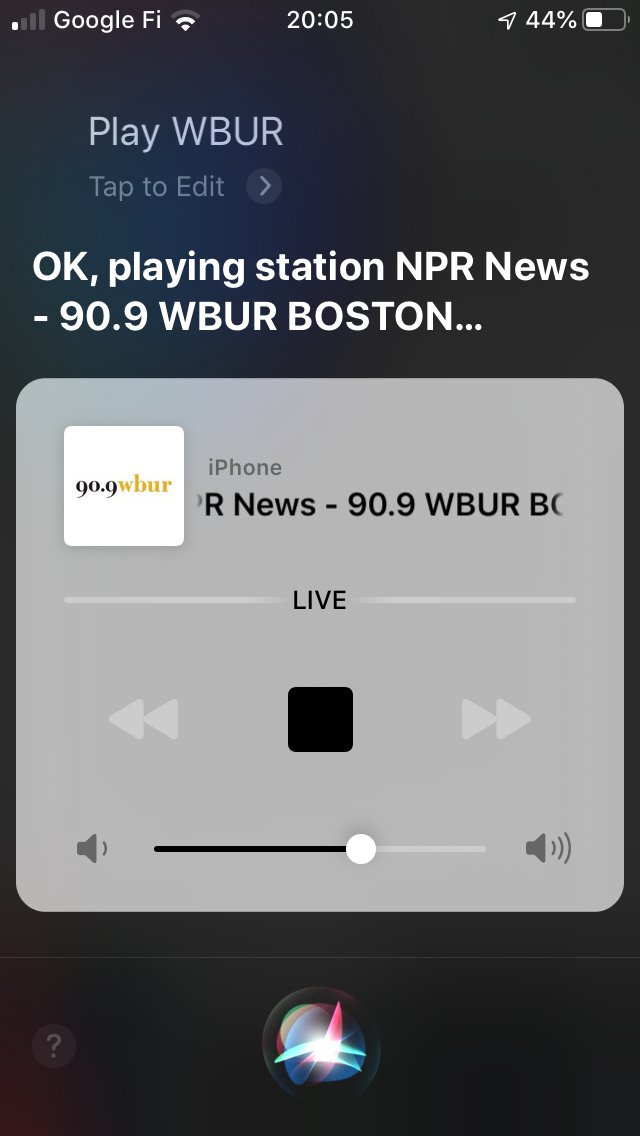 Google Fi 20:05 44%
Play WBUR
Tap to Edit
OK, playing station NPR News
- 90.9 WBUR BOSTON…
90.9wbur
iPhone
R News - 90.9 WBUR B
LIVE
?